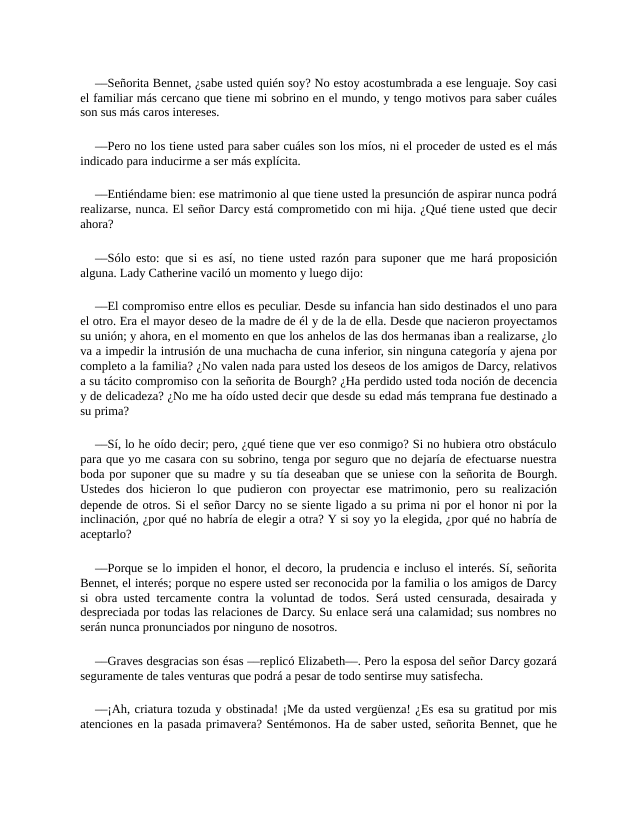 —Señorita Bennet, ¿sabe usted quién soy? No estoy acostumbrada a ese lenguaje. Soy casi
el familiar más cercano que tiene mi sobrino en el mundo, y tengo motivos para saber cuáles
son sus más caros intereses.
—Pero no los tiene usted para saber cuáles son los míos, ni el proceder de usted es el más
indicado para inducirme a ser más explícita.
—Entiéndame bien: ese matrimonio al que tiene usted la presunción de aspirar nunca podrá
realizarse, nunca. El señor Darcy está comprometido con mi hija. ¿Qué tiene usted que decir
ahora?
—Sólo esto: que si es así, no tiene usted razón para suponer que me hará proposición
alguna. Lady Catherine vaciló un momento y luego dijo:
—El compromiso entre ellos es peculiar. Desde su infancia han sido destinados el uno para
el otro. Era el mayor deseo de la madre de él y de la de ella. Desde que nacieron proyectamos
su unión; y ahora, en el momento en que los anhelos de las dos hermanas iban a realizarse, ¿lo
va a impedir la intrusión de una muchacha de cuna inferior, sin ninguna categoría y ajena por
completo a la familia? ¿No valen nada para usted los deseos de los amigos de Darcy, relativos
a su tácito compromiso con la señorita de Bourgh? ¿Ha perdido usted toda noción de decencia
y de delicadeza? ¿No me ha oído usted decir que desde su edad más temprana fue destinado a
su prima?
—Sí, lo he oído decir; pero, ¿qué tiene que ver eso conmigo? Si no hubiera otro obstáculo
para que yo me casara con su sobrino, tenga por seguro que no dejaría de efectuarse nuestra
boda por suponer que su madre y su tía deseaban que se uniese con la señorita de Bourgh.
Ustedes dos hicieron lo que pudieron con proyectar ese matrimonio, pero su realización
depende de otros. Si el señor Darcy no se siente ligado a su prima ni por el honor ni por la
inclinación, ¿por qué no habría de elegir a otra? Y si soy yo la elegida, ¿por qué no habría de
aceptarlo?
—Porque se lo impiden el honor, el decoro, la prudencia e incluso el interés. Sí, señorita
Bennet, el interés; porque no espere usted ser reconocida por la familia o los amigos de Darcy
si obra usted tercamente contra la voluntad de todos. Será usted censurada, desairada y
despreciada por todas las relaciones de Darcy. Su enlace será una calamidad; sus nombres no
serán nunca pronunciados por ninguno de nosotros.
—Graves desgracias son ésas —replicó Elizabeth—. Pero la esposa del señor Darcy gozará
seguramente de tales venturas que podrá a pesar de todo sentirse muy satisfecha.
—¡Ah, criatura tozuda y obstinada! ¡Me da usted vergüenza! ¿Es esa su gratitud por mis
atenciones en la pasada primavera? Sentémonos. Ha de saber usted, señorita Bennet, que he